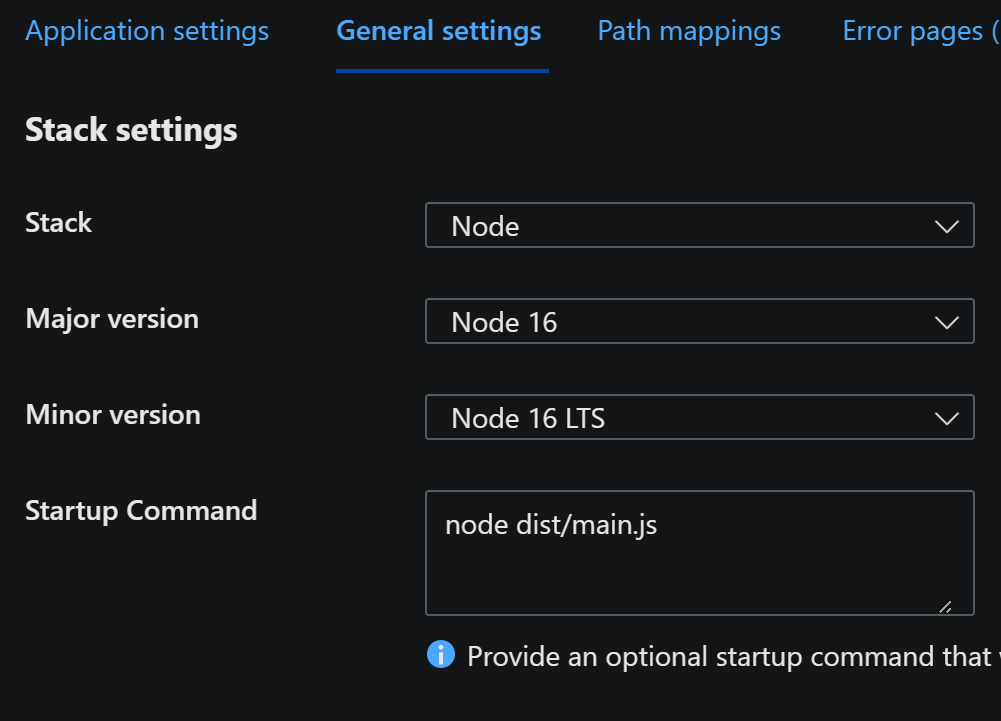 Application settings General settings Path mappings Error pages (
Stack settings
Stack Node
Major version Node 16
Minor version Node 16 LTS
Startup Command node dist/main.js
Provide an optional startup command that